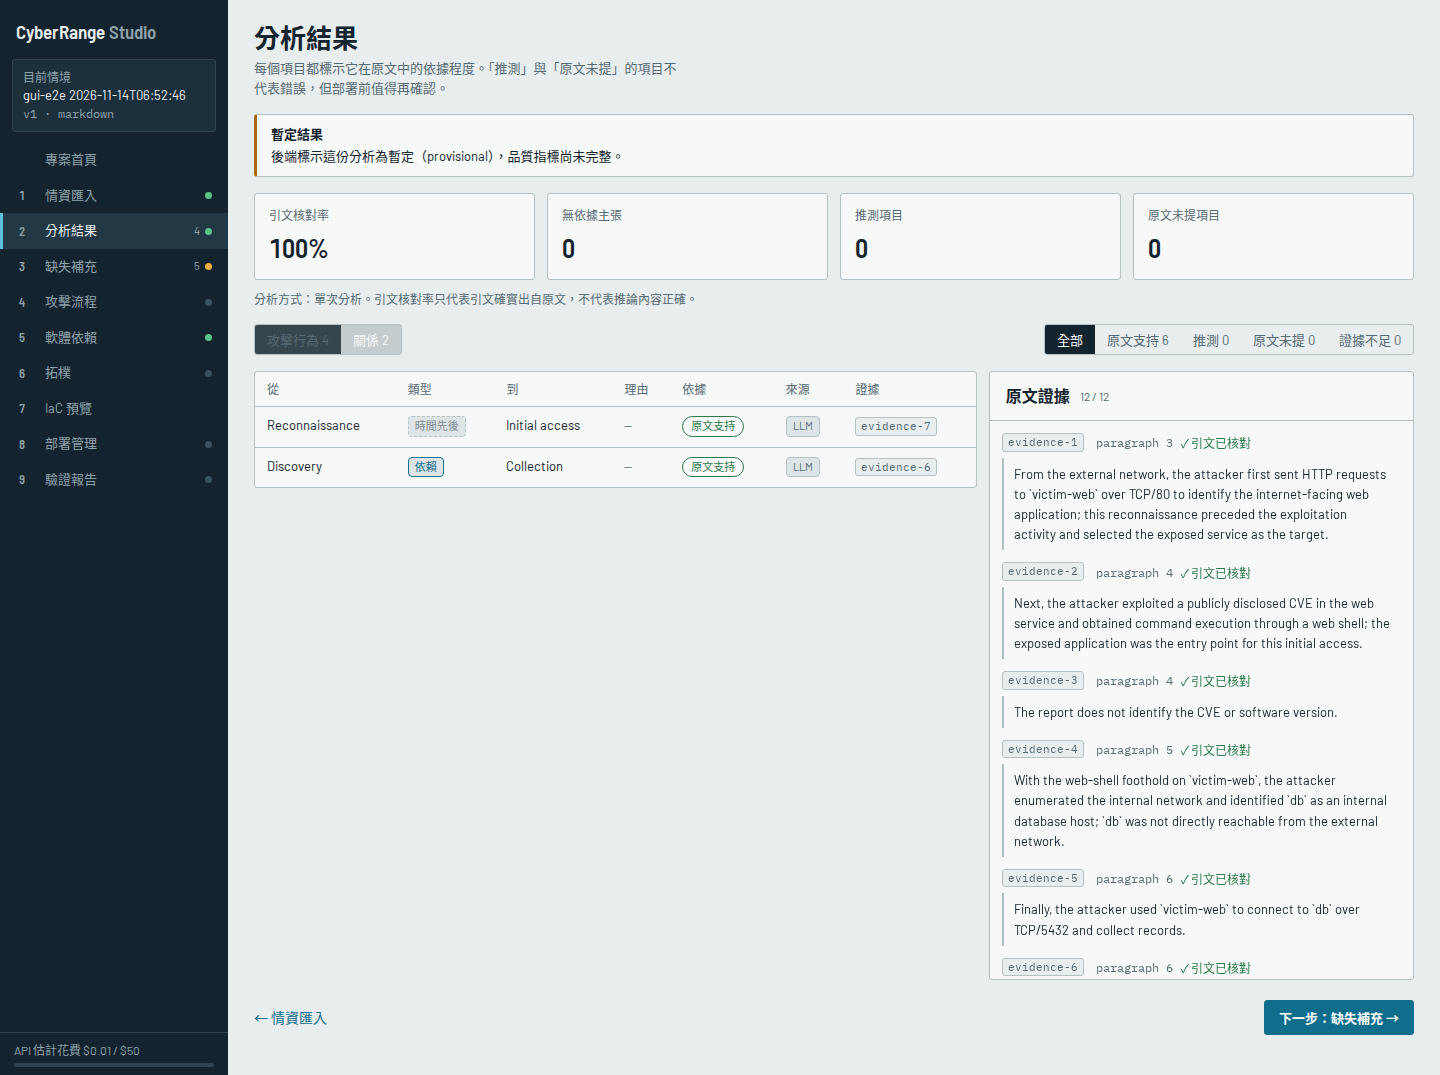 CyberRange Studio
目前情境
gui-e2e 2026-11-14T06:52:46
v1 · markdown
專案首頁
1 情資匯入
2 分析結果 4
3 缺失補充 5
4 攻擊流程
5 軟體依賴
6 拓樸
7 IaC 預覽
8 部署管理
9 驗證報告
API 估計花費 $0.01 / $50
分析結果
每個項目都標示它在原文中的依據程度。「推測」與「原文未提」的項目不
代表錯誤，但部署前值得再確認。
暫定結果
後端標示這份分析為暫定（provisional），品質指標尚未完整。
引文核對率
100%
無依據主張
0
推測項目
0
原文未提項目
0
分析方式：單次分析。引文核對率只代表引文確實出自原文，不代表推論內容正確。
攻擊行為 4 關係 2
全部 原文支持 6 推測 0 原文未提 0 證據不足 0
從 類型 到 理由 依據 來源 證據
Reconnaissance 時間先後 Initial access — 原文支持 LLM evidence-7
Discovery 依賴 Collection — 原文支持 LLM evidence-6
原文證據 12 / 12
evidence-1 paragraph 3 ✓引文已核對
From the external network, the attacker first sent HTTP requests
to `victim-web` over TCP/80 to identify the internet-facing web
application; this reconnaissance preceded the exploitation
activity and selected the exposed service as the target.
evidence-2 paragraph 4 ✓引文已核對
Next, the attacker exploited a publicly disclosed CVE in the web
service and obtained command execution through a web shell; the
exposed application was the entry point for this initial access.
evidence-3 paragraph 4 ✓引文已核對
The report does not identify the CVE or software version.
evidence-4 paragraph 5 ✓引文已核對
With the web-shell foothold on `victim-web`, the attacker
enumerated the internal network and identified `db` as an internal
database host; `db` was not directly reachable from the external
network.
evidence-5 paragraph 6 ✓引文已核對
Finally, the attacker used `victim-web` to connect to `db` over
TCP/5432 and collect records.
evidence-6 paragraph 6 ✓引文已核對
← 情資匯入
下一步：缺失補充 →